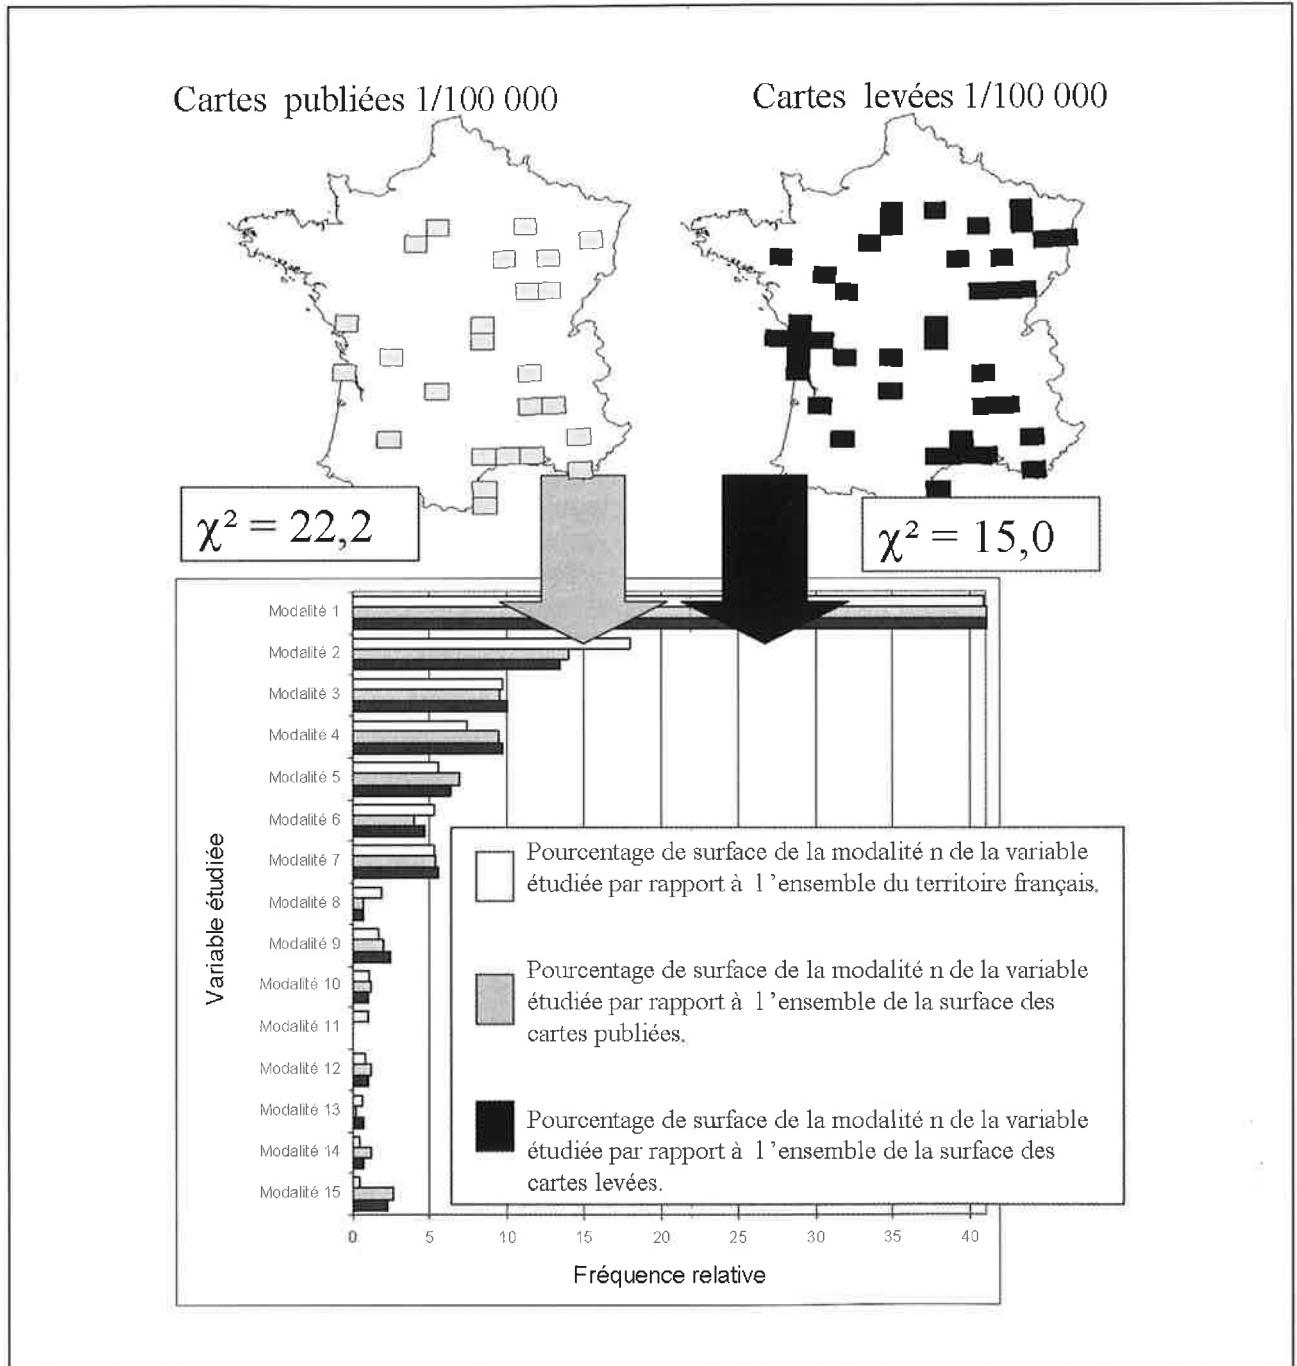 Cartes publiées 1/100 000
Cartes levées 1/100 000
χ² = 22,2
χ² = 15,0
Modalité 1
Modalité 2
Modalité 3
Modalité 4
Modalité 5
Modalité 6
Modalité 7
Modalité 8
Modalité 9
Modalité 10
Modalité 11
Modalité 12
Modalité 13
Modalité 14
Modalité 15
Variable étudiée
Pourcentage de surface de la modalité n de la variable
étudiée par rapport à l ’ensemble du territoire français.
Pourcentage de surface de la modalité n de la variable
étudiée par rapport à l ’ensemble de la surface des
cartes publiées.
Pourcentage de surface de la modalité n de la variable
étudiée par rapport à l ’ensemble de la surface des
cartes levées.
0 5 10 15 20 25 30 35 40
Fréquence relative